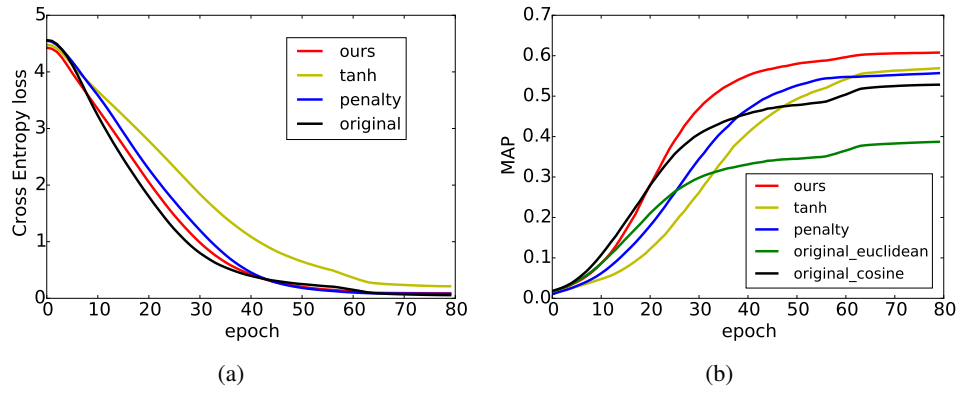 5
4
3
2
1
0
0 10 20 30 40 50 60 70 80
Cross Entropy loss
epoch
ours
tanh
penalty
original
(a)
0.7
0.6
0.5
0.4
0.3
0.2
0.1
0.0
0 10 20 30 40 50 60 70 80
MAP
epoch
ours
tanh
penalty
original_euclidean
original_cosine
(b)